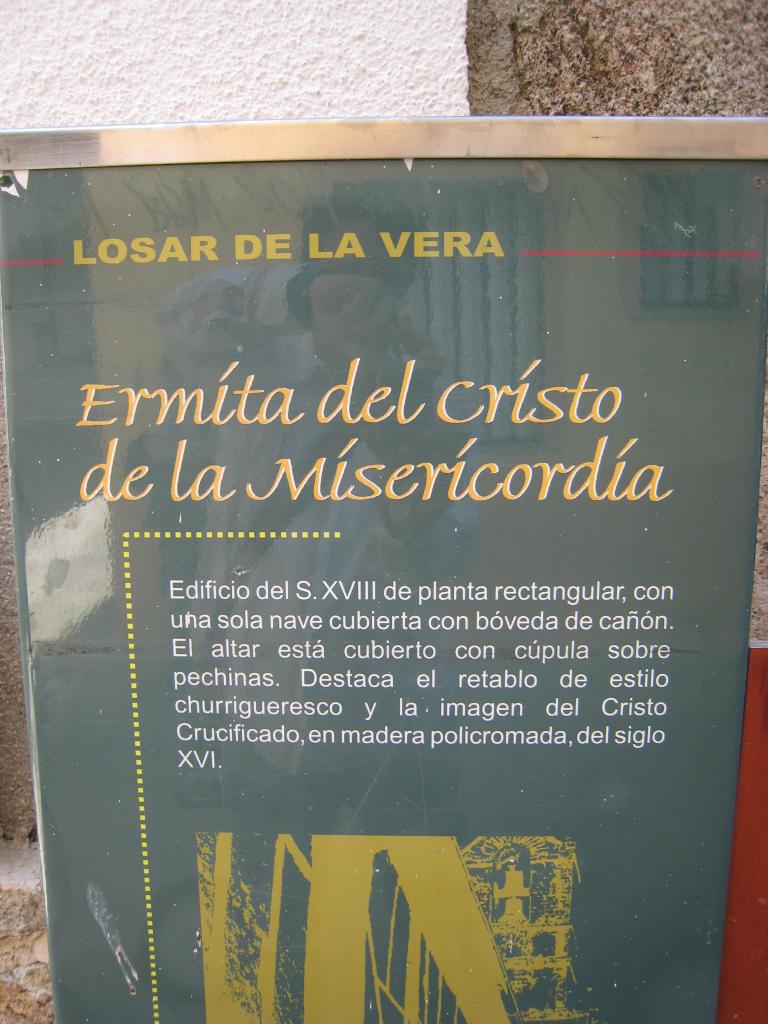 LOSAR DE LA VERA
Ermita del Cristo
de la Misericordia
Edificio del S. XVIII de planta rectangular, con
una sola nave cubierta con bóveda de cañón.
El altar está cubierto con cúpula sobre
pechinas. Destaca el retablo de estilo
churrigueresco y la imagen del Cristo
Crucificado, en madera policromada, del siglo
XVI.